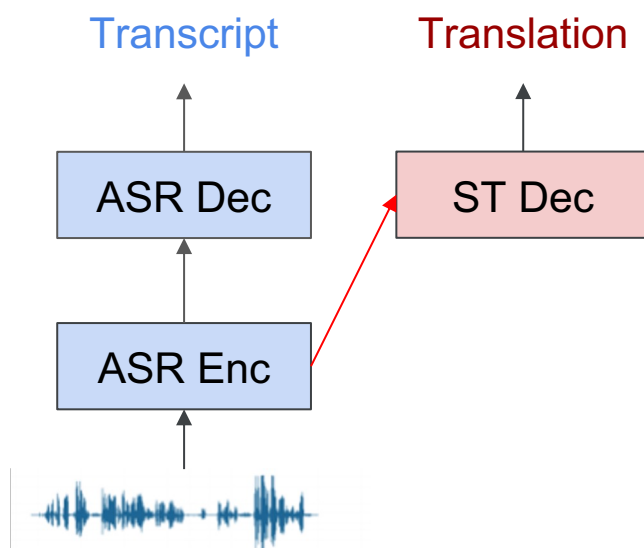 Transcript
Translation
ASR Dec
ST Dec
ASR Enc